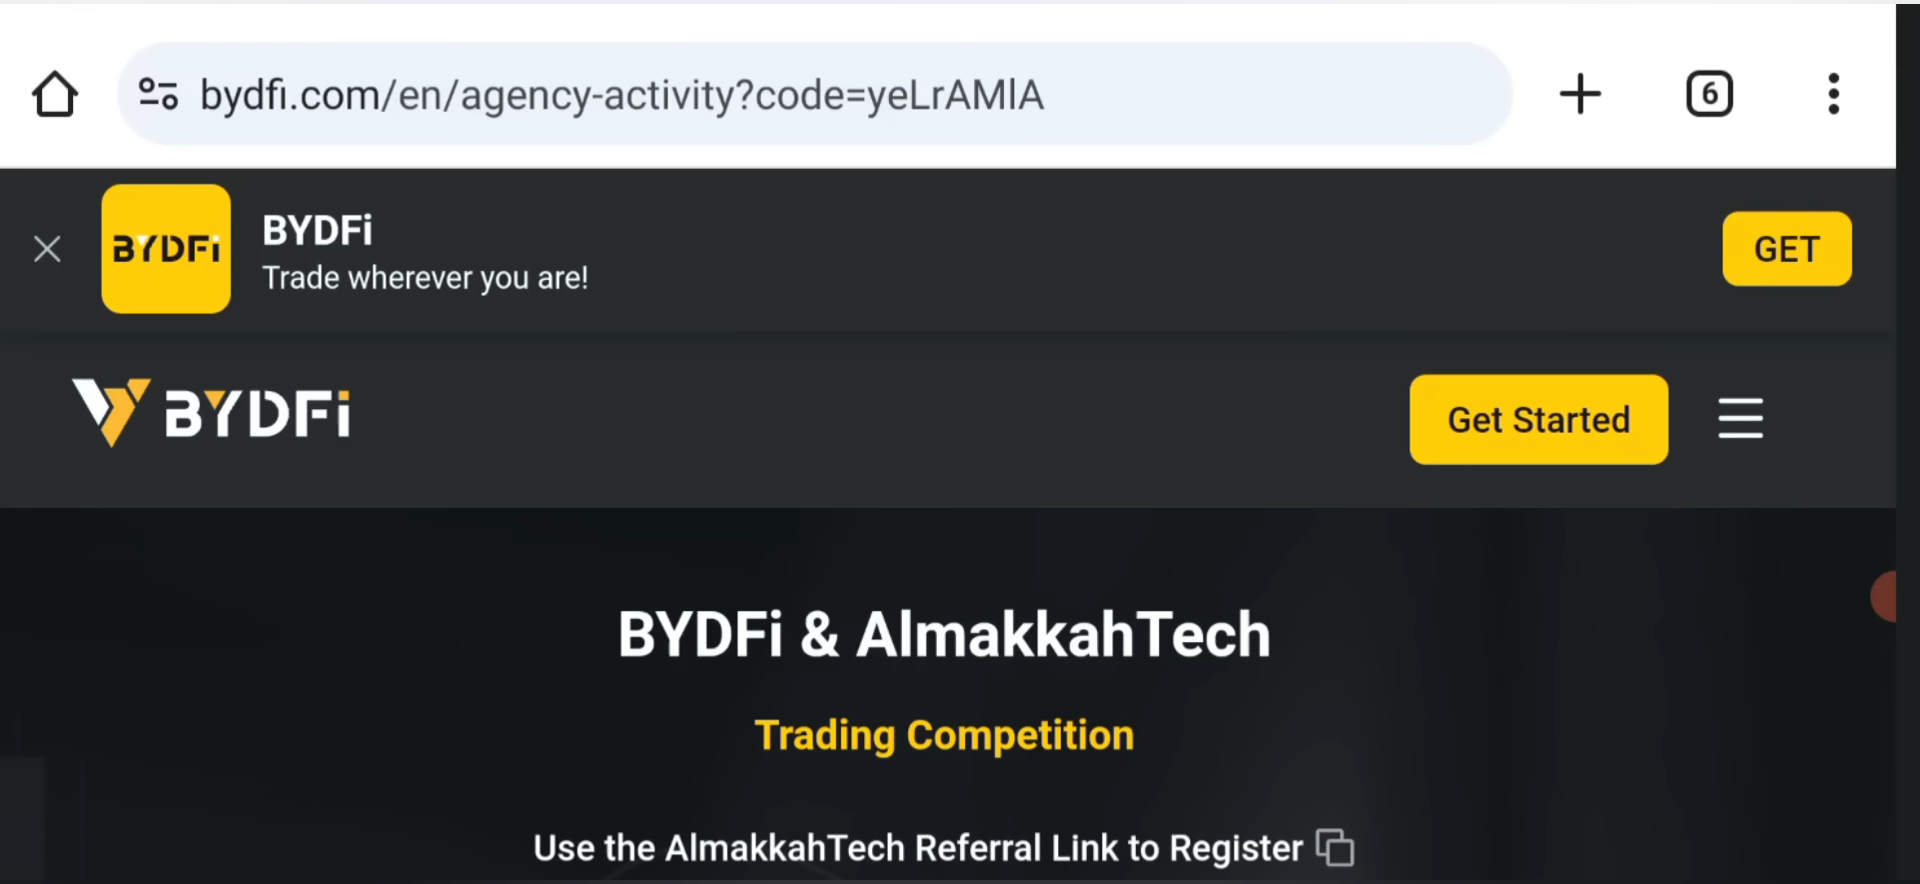 bydfi.com/en/agency-activity?code=yeLrAMlA
6
BYDFi
BYDFi
Trade wherever you are!
GET
BYDFi
Get Started
BYDFi & AlmakkahTech
Trading Competition
Use the AlmakkahTech Referral Link to Register